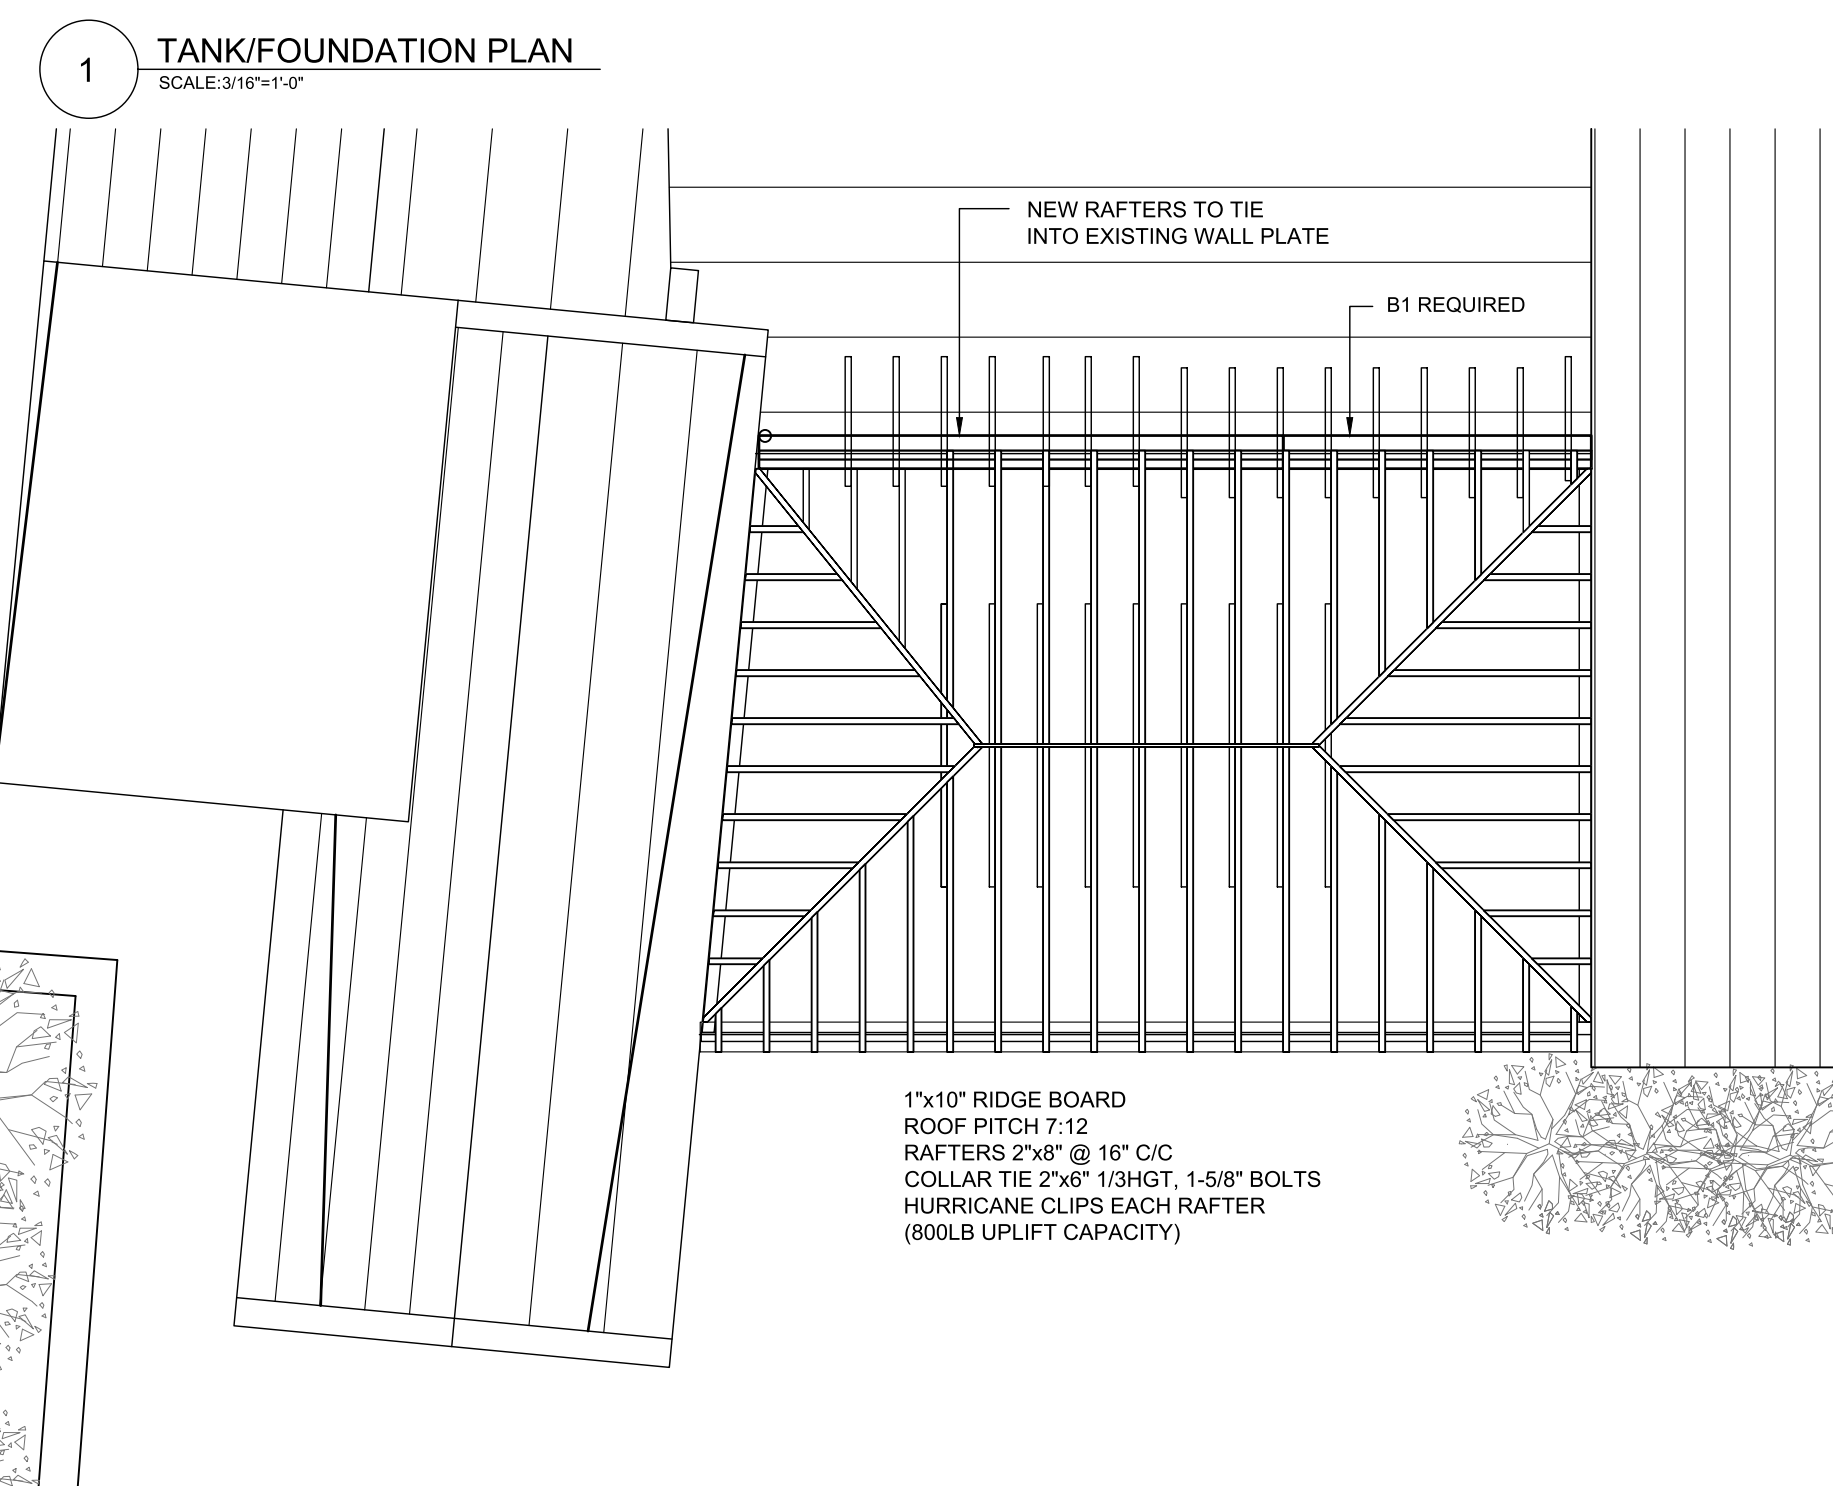 1
TANK/FOUNDATION PLAN
SCALE:3/16"=1'-0"
NEW RAFTERS TO TIE
INTO EXISTING WALL PLATE
B1 REQUIRED
1"x10" RIDGE BOARD
ROOF PITCH 7:12
RAFTERS 2"x8" @ 16" C/C
COLLAR TIE 2"x6" 1/3HGT, 1-5/8" BOLTS
HURRICANE CLIPS EACH RAFTER
(800LB UPLIFT CAPACITY)